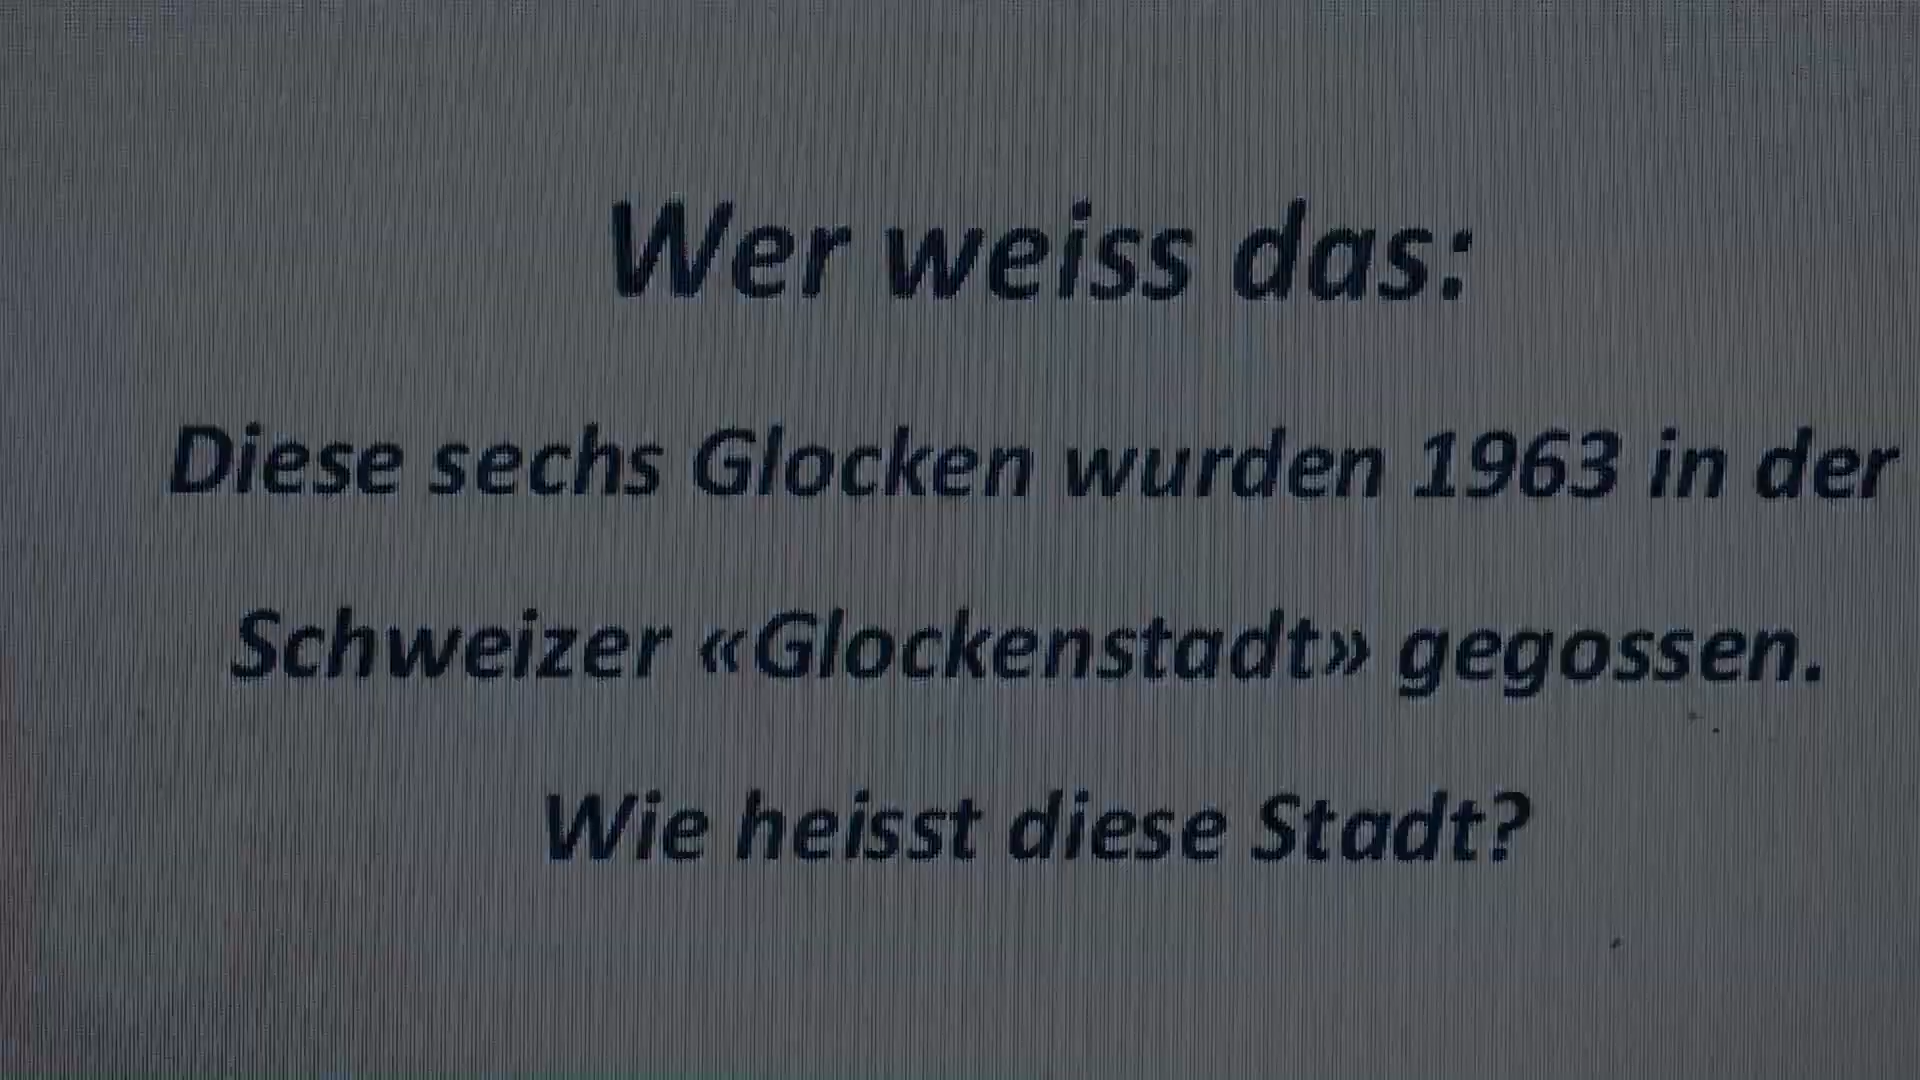 Wer weiss das:
Diese sechs Glocken wurden 1963 in der
Schweizer «Glockenstadt» gegossen.
Wie heisst diese Stadt?